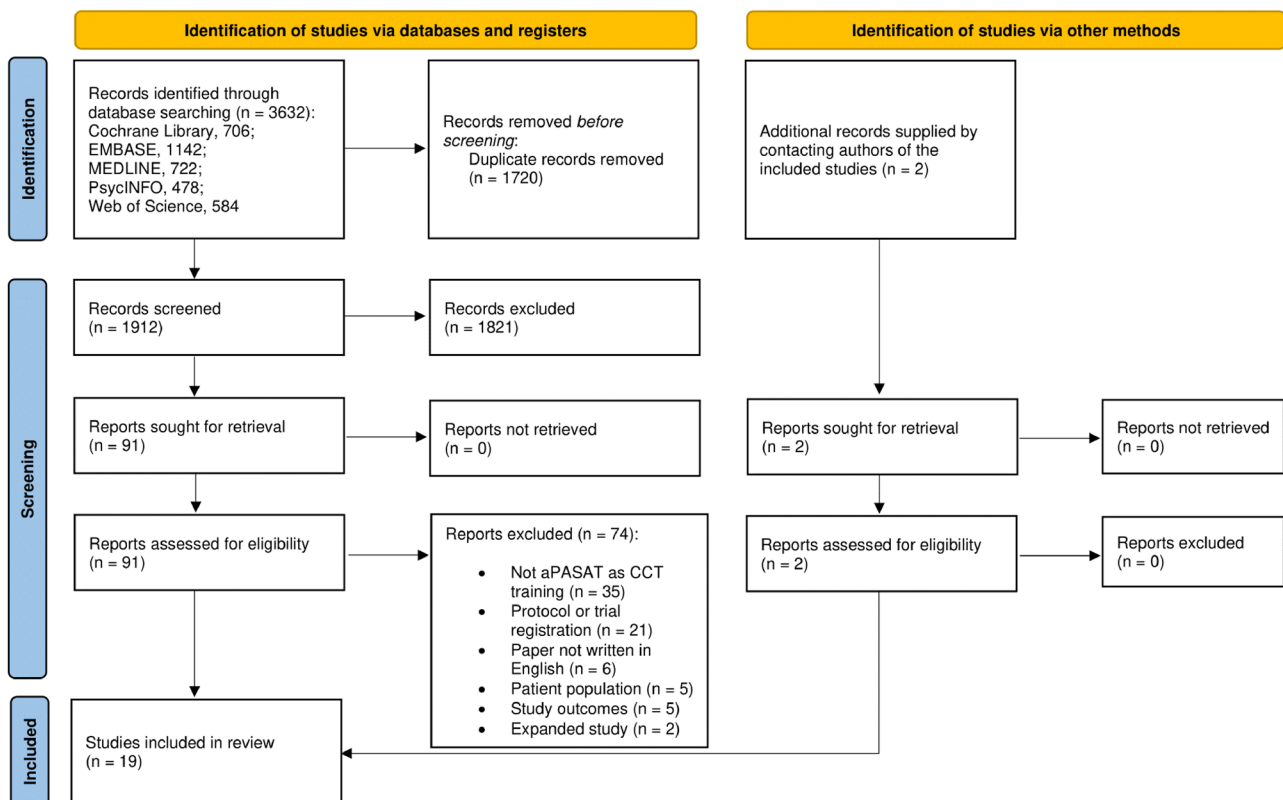 Identification of studies via databases and registers
Identification of studies via other methods
Identification
Records identified through
database searching (n = 3632):
Cochrane Library, 706;
EMBASE, 1142;
MEDLINE, 722;
PsycINFO, 478;
Web of Science, 584
Records removed before
screening:
Duplicate records removed
(n = 1720)
Additional records supplied by
contacting authors of the
included studies (n = 2)
Screening
Records screened
(n = 1912)
Records excluded
(n = 1821)
Reports sought for retrieval
(n = 91)
Reports not retrieved
(n = 0)
Reports sought for retrieval
(n = 2)
Reports not retrieved
(n = 0)
Reports assessed for eligibility
(n = 91)
Reports excluded (n = 74):
• Not aPASAT as CCT
training (n = 35)
• Protocol or trial
registration (n = 21)
• Paper not written in
English (n = 6)
• Patient population (n = 5)
• Study outcomes (n = 5)
• Expanded study (n = 2)
Reports assessed for eligibility
(n = 2)
Reports excluded
(n = 0)
Included
Studies included in review
(n = 19)